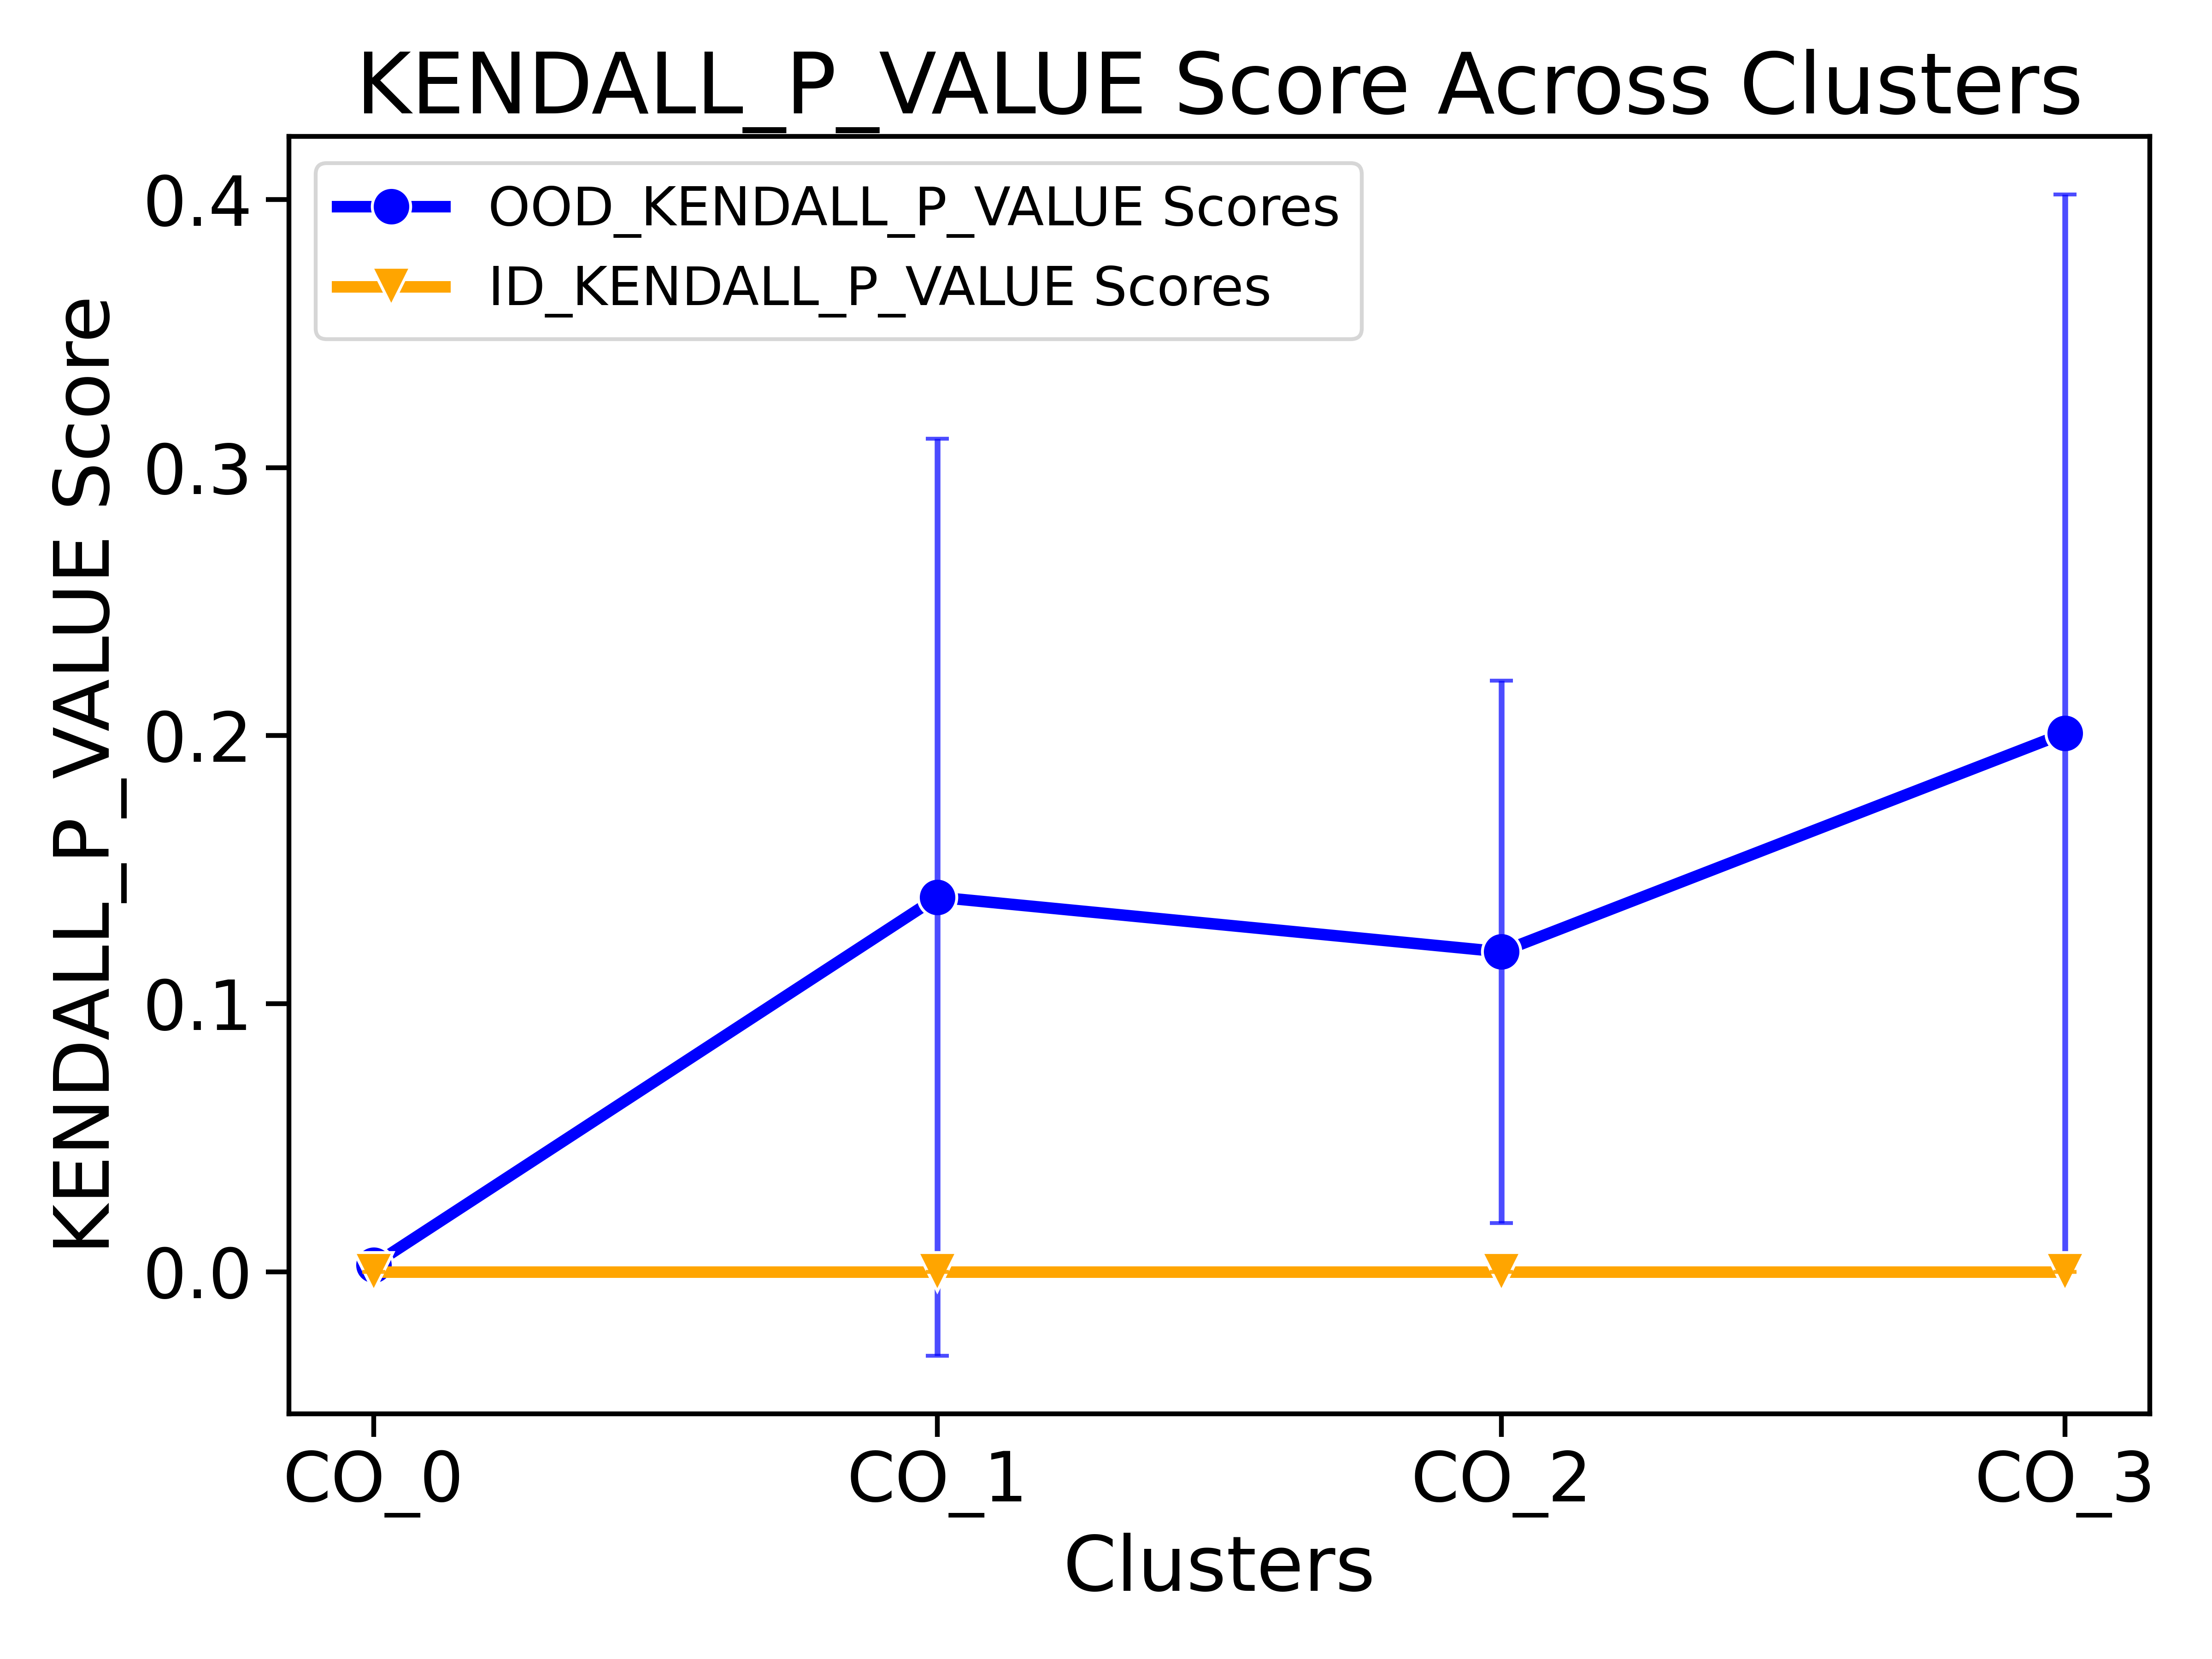 KENDALL_P_VALUE Score Across Clusters
OOD_KENDALL_P_VALUE Scores
ID_KENDALL_P_VALUE Scores
KENDALL_P_VALUE Score
0.4
0.3
0.2
0.1
0.0
CO_0 CO_1 CO_2 CO_3
Clusters